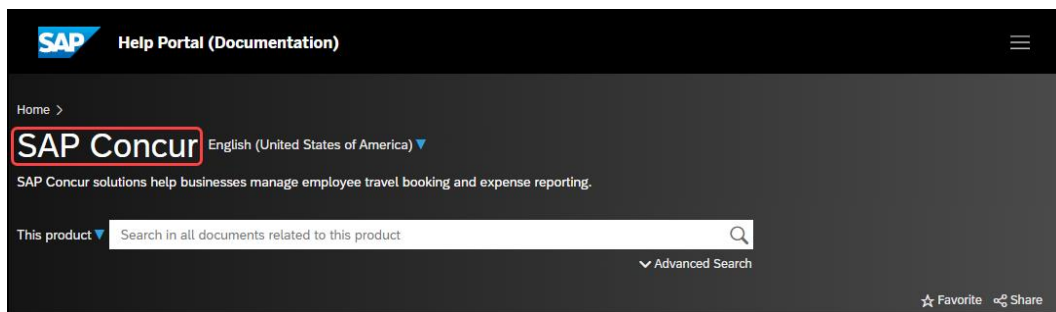 SAP Help Portal (Documentation)
Home >
SAP Concur English (United States of America)
SAP Concur solutions help businesses manage employee travel booking and expense reporting.
This product Search in all documents related to this product
Advanced Search
Favorite Share